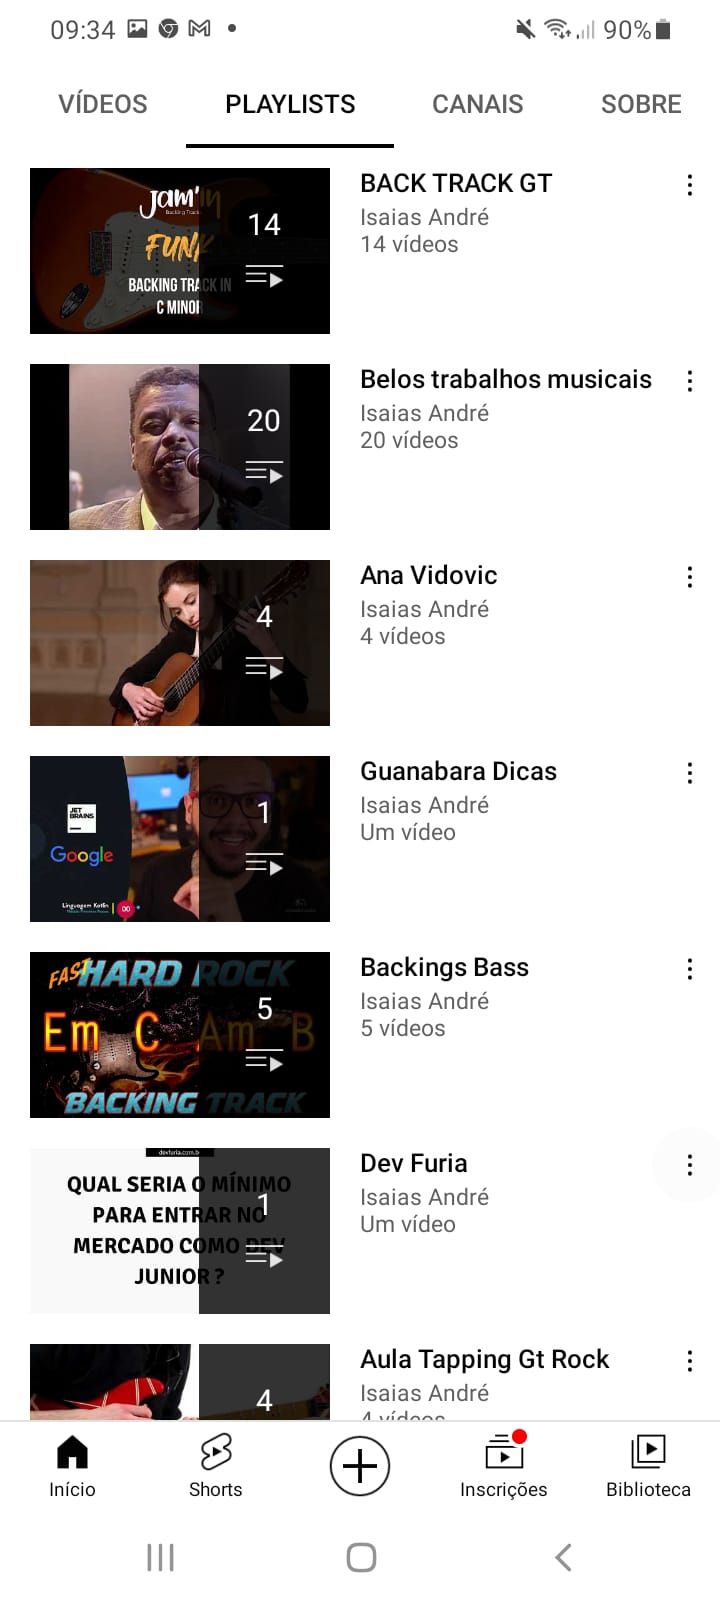 09:34
90%
VÍDEOS
PLAYLISTS
CANAIS
SOBRE
Jam'in
Backing Track
FUNK
BACKING TRACK IN
C MINOR
14
BACK TRACK GT
Isaias André
14 vídeos
20
Belos trabalhos musicais
Isaias André
20 vídeos
4
Ana Vidovic
Isaias André
4 vídeos
JET
BRAINS
Google
Linguagem Kotlin
1
Guanabara Dicas
Isaias André
Um vídeo
FAST HARD ROCK
Em C Am B
BACKING TRACK
5
Backings Bass
Isaias André
5 vídeos
devfuria.com.br
QUAL SERIA O MÍNIMO
PARA ENTRAR NO
MERCADO COMO DEV
JUNIOR ?
1
Dev Furia
Isaias André
Um vídeo
4
Aula Tapping Gt Rock
Isaias André
4 vídeos
Início
Shorts
Inscrições
Biblioteca